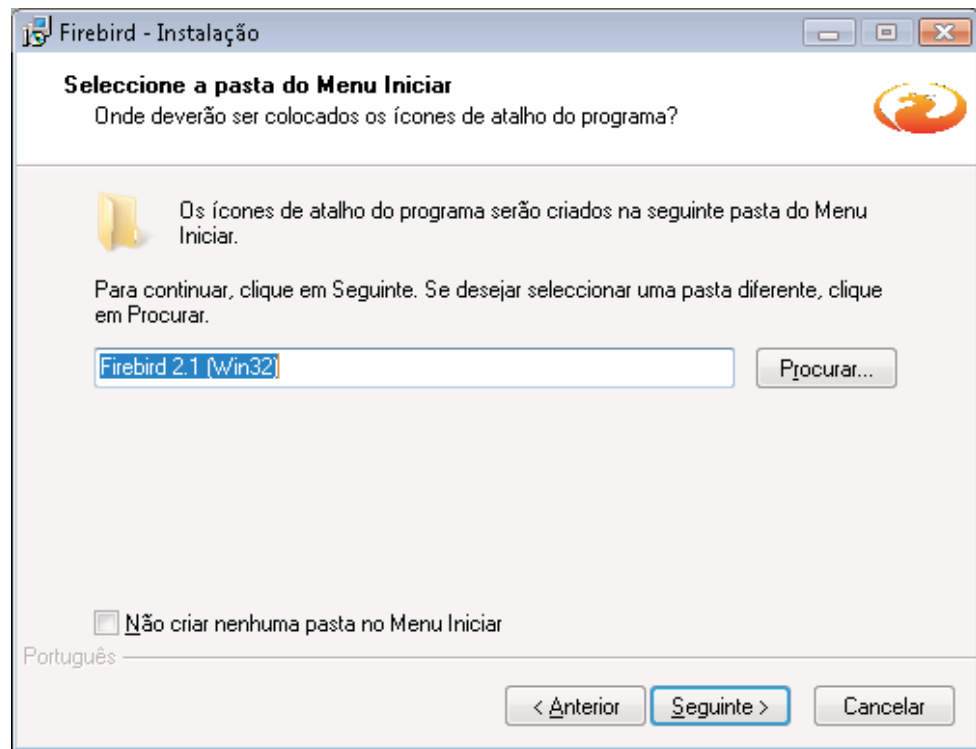 Firebird - Instalação
Seleccione a pasta do Menu Iniciar
Onde deverão ser colocados os ícones de atalho do programa?
Os ícones de atalho do programa serão criados na seguinte pasta do Menu
Iniciar.
Para continuar, clique em Seguinte. Se desejar seleccionar uma pasta diferente, clique
em Procurar.
Firebird 2.1 (Win32)
Procurar...
Não criar nenhuma pasta no Menu Iniciar
Português
< Anterior
Seguinte >
Cancelar